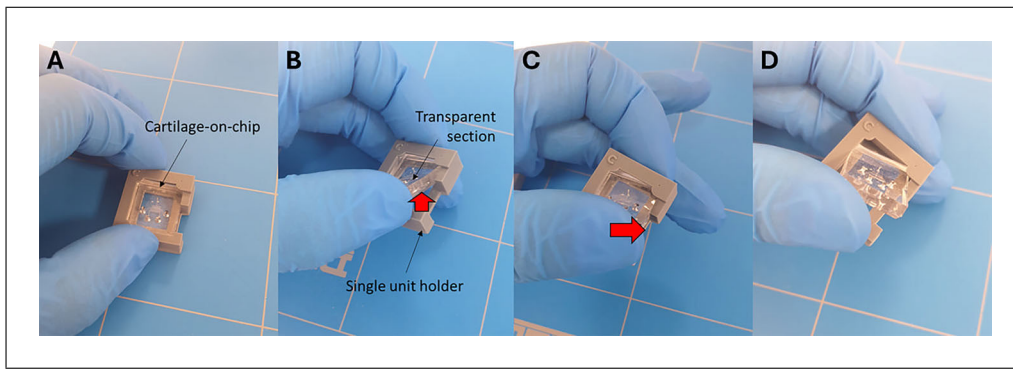 A
B
C
D
Cartilage-on-chip
Transparent
section
Single unit holder